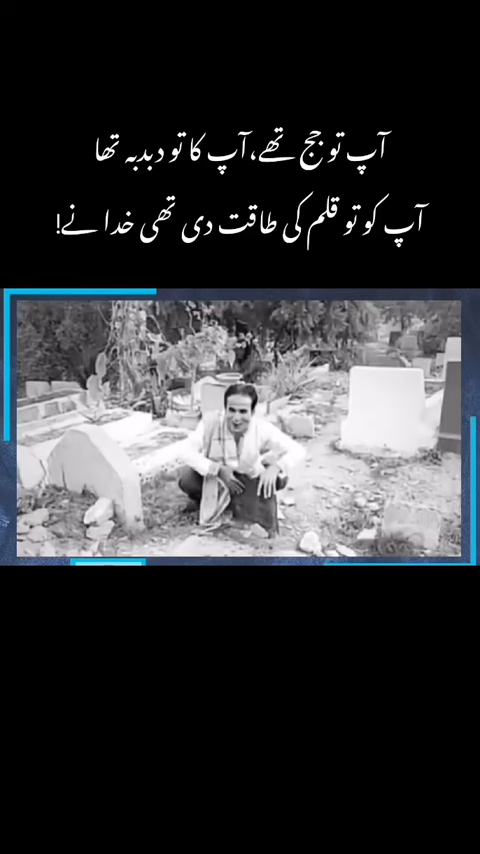 آپ تو جج تھے، آپ کا تو دبدبہ تھا
آپ کو تو قلم کی طاقت دی تھی خدا نے!